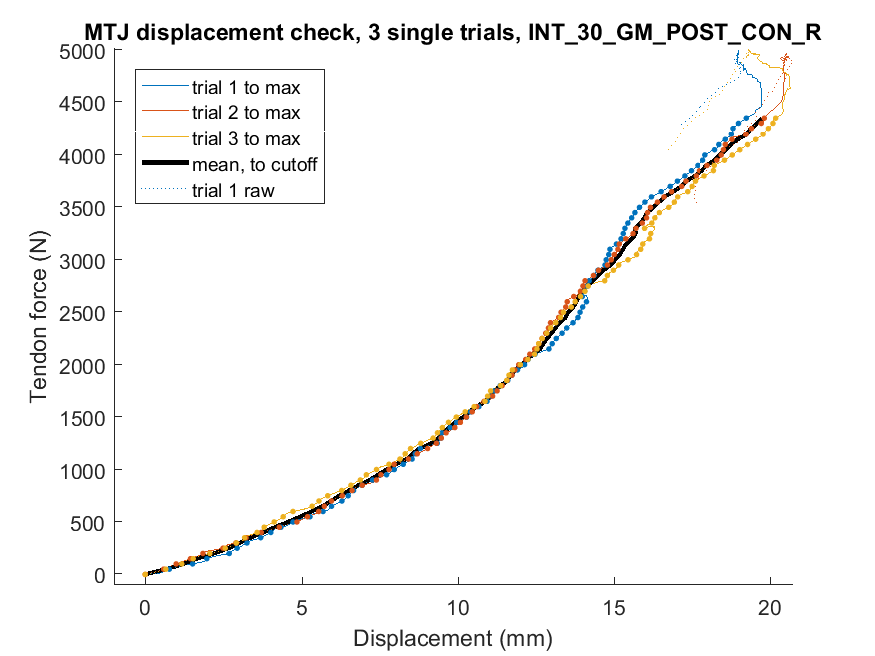 MTJ displacement check, 3 single trials, INT_30_GM_POST_CON_R
5000
4500
4000
3500
3000
2500
2000
1500
1000
500
0
Tendon force (N)
trial 1 to max
trial 2 to max
trial 3 to max
mean, to cutoff
trial 1 raw
0 5 10 15 20
Displacement (mm)